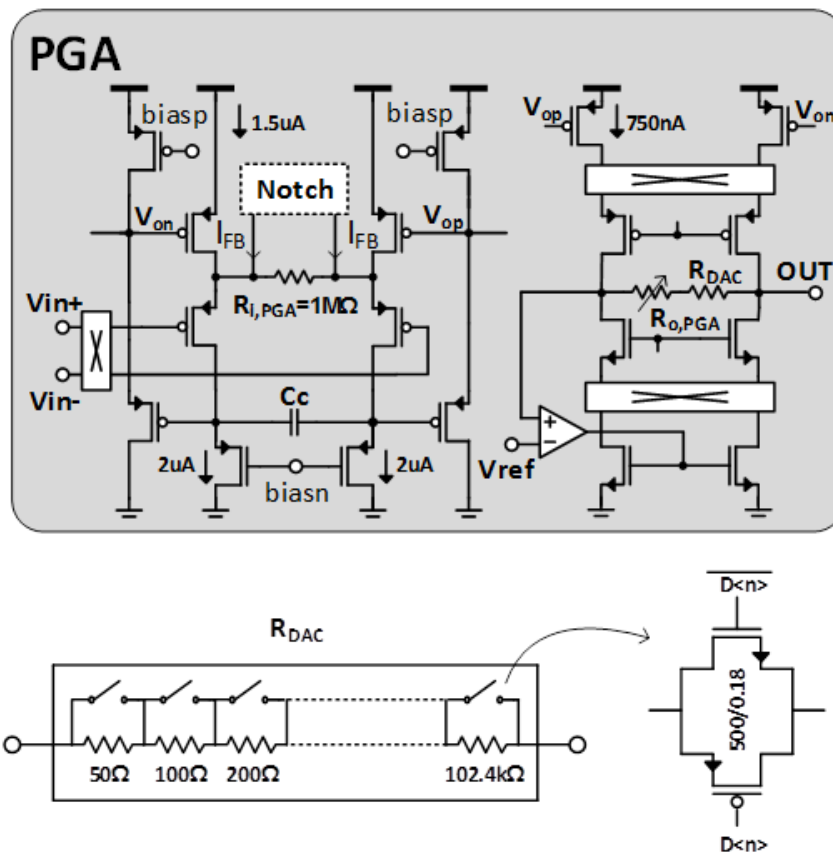 PGA
biasp
1.5uA
biasp
Vop
750nA
Von
Notch
Von
IFB
IFB
Vop
Ri,PGA=1MΩ
RDAC
OUT
Ro,PGA
Vin+
Vin-
Cc
+
-
Vref
2uA
2uA
biasn
RDAC
50Ω
100Ω
200Ω
102.4kΩ
D<n>
500/0.18
D<n>